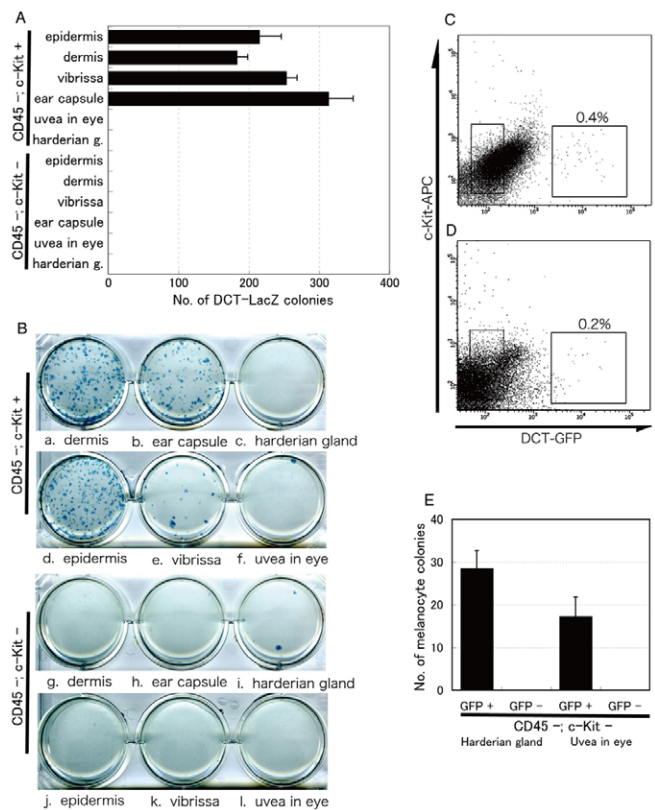 A
CD45 −; c-Kit +
epidermis
dermis
vibrissa
ear capsule
uvea in eye
harderian g.
CD45 −; c-Kit −
epidermis
dermis
vibrissa
ear capsule
uvea in eye
harderian g.
0 100 200 300 400
No. of DCT-LacZ colonies
B
CD45 −; c-Kit +
a. dermis b. ear capsule c. harderian gland
d. epidermis e. vibrissa f. uvea in eye
CD45 −; c-Kit −
g. dermis h. ear capsule i. harderian gland
j. epidermis k. vibrissa l. uvea in eye
C
0.4%
c-Kit-APC
D
0.2%
DCT-GFP
E
No. of melanocyte colonies
40
30
20
10
0
GFP + GFP − GFP + GFP −
CD45 −; c-Kit −
Harderian gland Uvea in eye